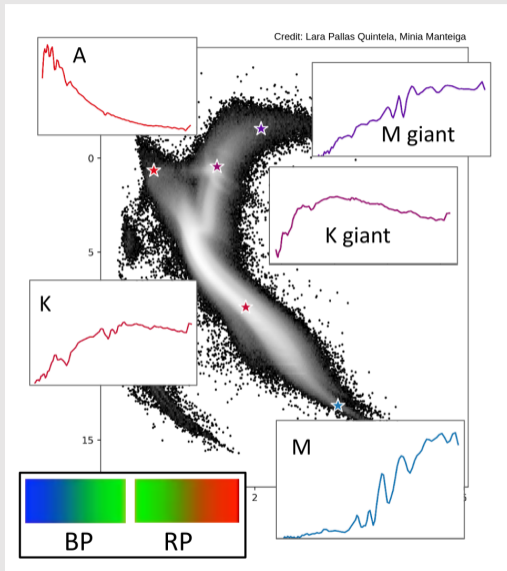 Credit: Lara Pallas Quintela, Minia Manteiga
A
M giant
0
K giant
5
K
15
M
2
BP
RP